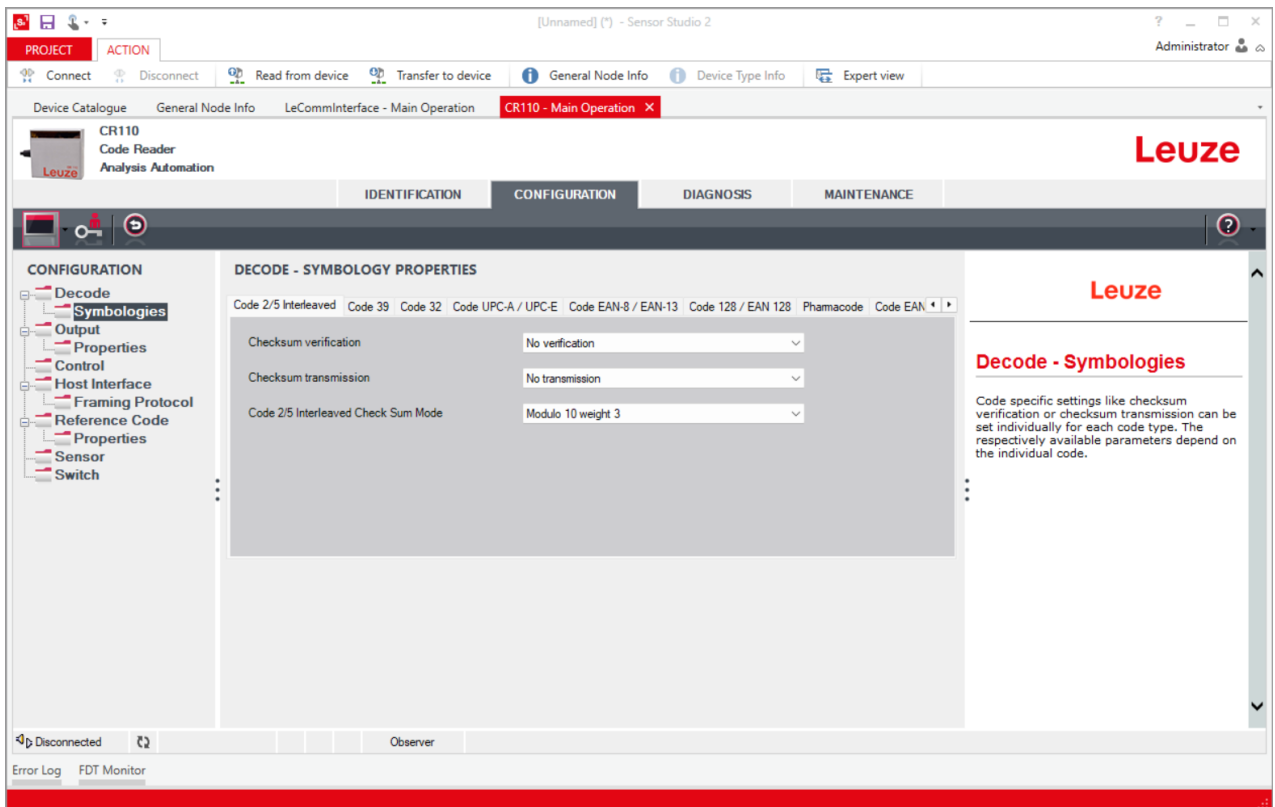 [Unnamed] (*) - Sensor Studio 2
PROJECT ACTION Administrator
Connect Disconnect Read from device Transfer to device General Node Info Device Type Info Expert view
Device Catalogue General Node Info LeCommInterface - Main Operation CR110 - Main Operation
CR110
Code Reader
Analysis Automation
Leuze
Leuze
IDENTIFICATION CONFIGURATION DIAGNOSIS MAINTENANCE
CONFIGURATION
Decode
Symbologies
Output
Properties
Control
Host Interface
Framing Protocol
Reference Code
Properties
Sensor
Switch
DECODE - SYMBOLOGY PROPERTIES
Code 2/5 Interleaved Code 39 Code 32 Code UPC-A / UPC-E Code EAN-8 / EAN-13 Code 128 / EAN 128 Pharmacode Code EAN
Checksum verification No verification
Checksum transmission No transmission
Code 2/5 Interleaved Check Sum Mode Modulo 10 weight 3
Leuze
Decode - Symbologies
Code specific settings like checksum
verification or checksum transmission can be
set individually for each code type. The
respectively available parameters depend on
the individual code.
Disconnected Observer
Error Log FDT Monitor